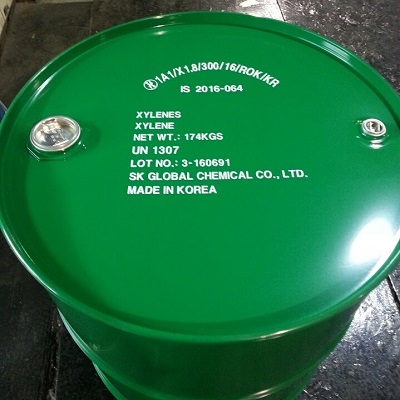 1A1/X1.8/300/16/ROK/KR
IS 2016-064
XYLENES
XYLENE
NET WT.: 174KGS
UN 1307
LOT NO.: 3-160691
SK GLOBAL CHEMICAL CO., LTD.
MADE IN KOREA